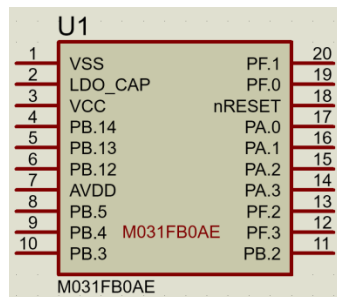 U1
1 VSS PF.1 20
2 LDO_CAP PF.0 19
3 VCC nRESET 18
4 PB.14 PA.0 17
5 PB.13 PA.1 16
6 PB.12 PA.2 15
7 AVDD PA.3 14
8 PB.5 PF.2 13
9 PB.4 M031FB0AE PF.3 12
10 PB.3 PB.2 11
M031FB0AE